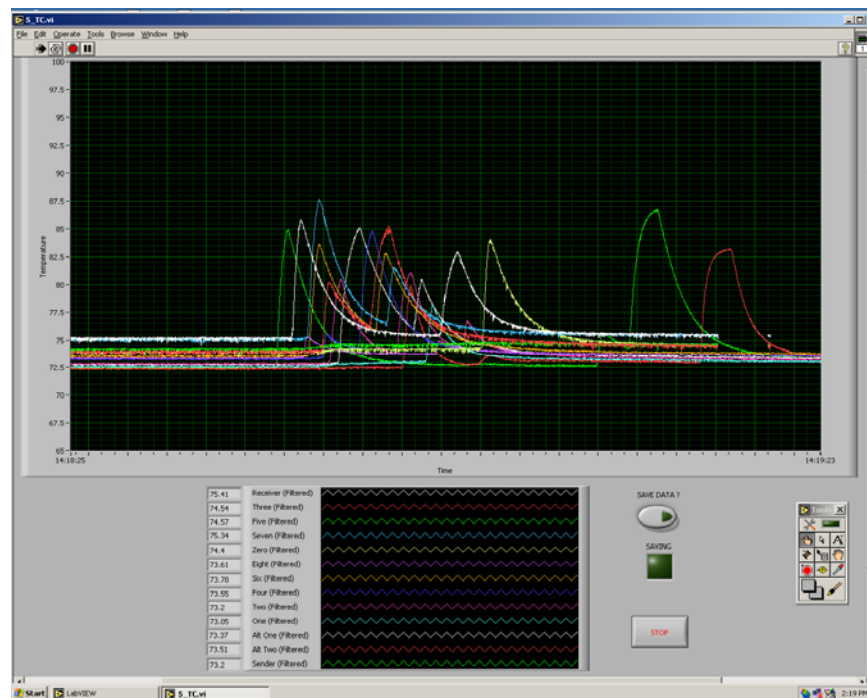 5_TC.vi
File Edit Operate Tools Browse Window Help
100
97.5
95
92.5
90
87.5
85
82.5
80
77.5
75
72.5
70
67.5
65
Temperature
14:18:25
14:19:23
Time
75.41 Receiver (Filtered)
74.54 Three (Filtered)
74.57 Five (Filtered)
75.34 Seven (Filtered)
74.4 Zero (Filtered)
73.61 Eight (Filtered)
73.78 Six (Filtered)
73.55 Four (Filtered)
73.2 Two (Filtered)
73.05 One (Filtered)
73.37 Alt One (Filtered)
73.51 Alt Two (Filtered)
73.2 Sender (Filtered)
SAVE DATA ?
SAVING
STOP
Tools
A
Start LabVIEW 5_TC.vi 2:19 PM